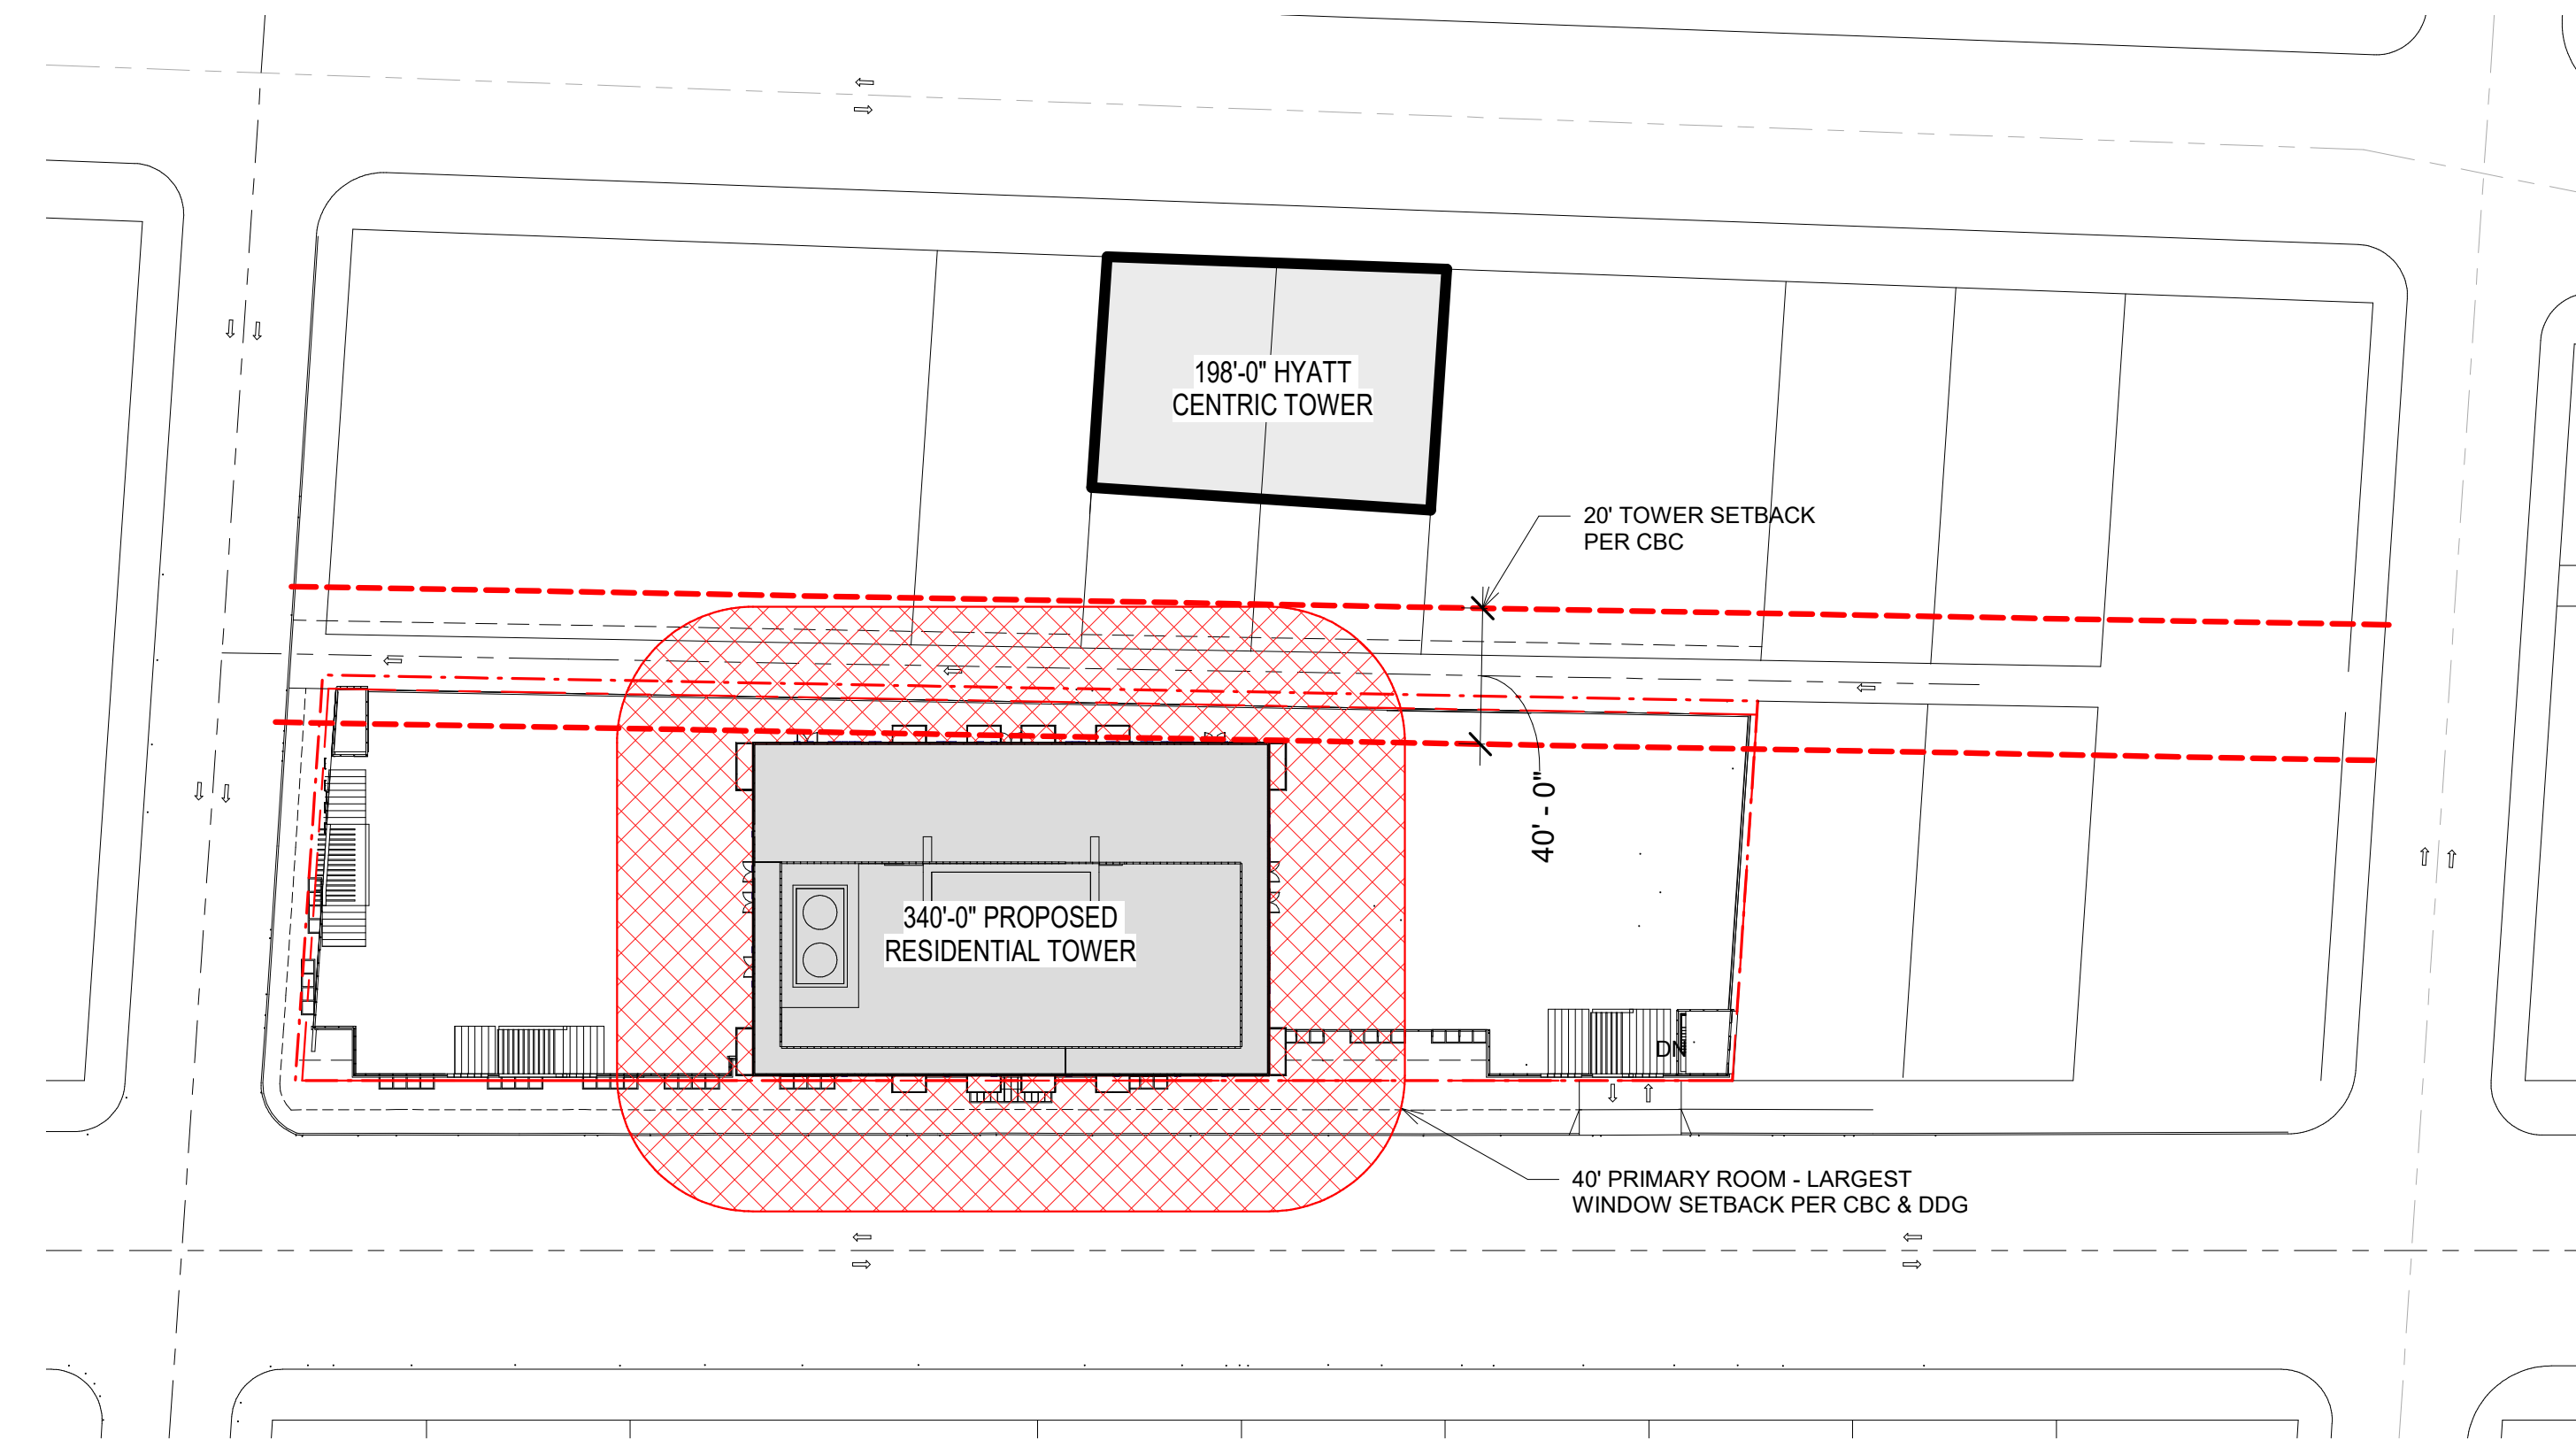 198'-0" HYATT
CENTRIC TOWER
20' TOWER SETBACK
PER CBC
40' - 0"
340'-0" PROPOSED
RESIDENTIAL TOWER
DN
40' PRIMARY ROOM - LARGEST
WINDOW SETBACK PER CBC & DDG